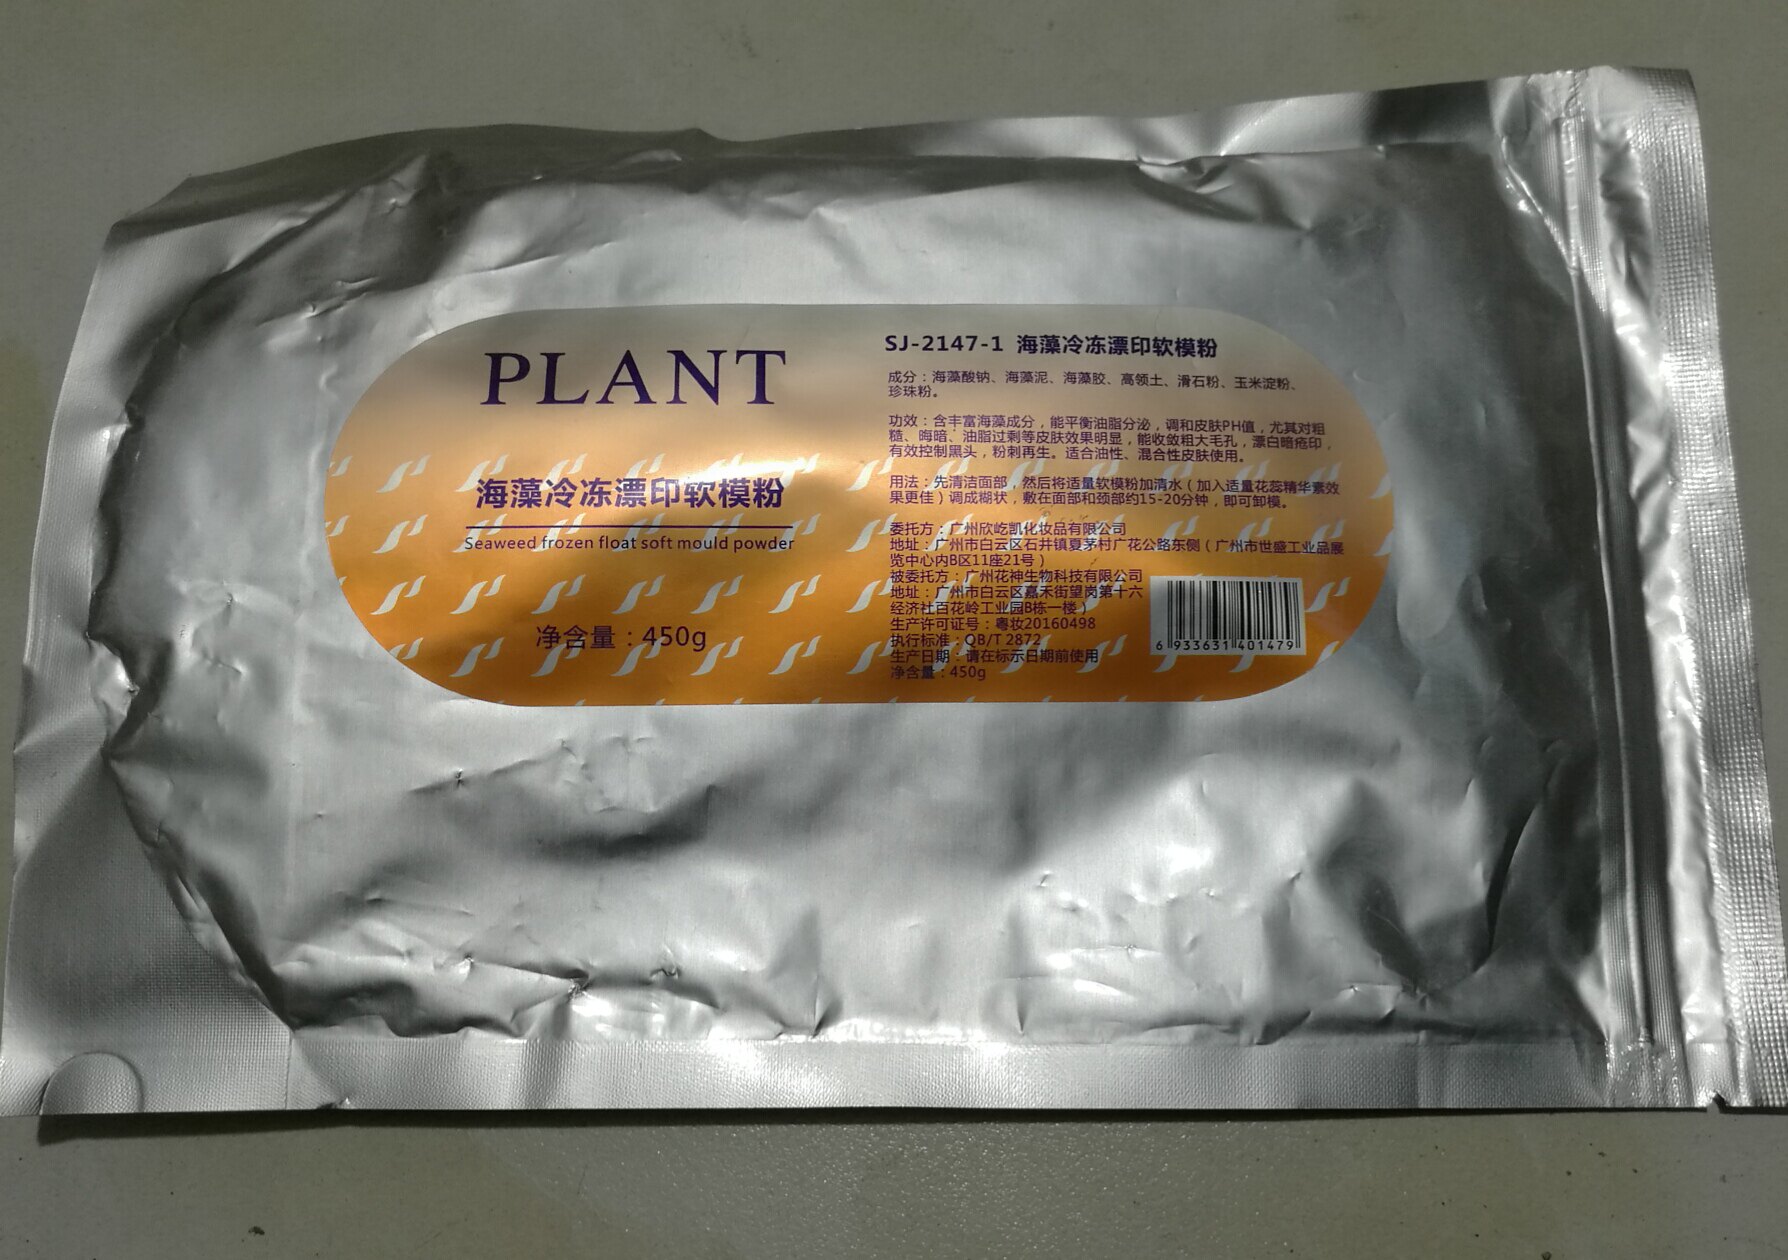 PLANT
海藻冷冻漂印软模粉
Seaweed frozen float soft mould powder
净含量：450g
SJ-2147-1 海藻冷冻漂印软模粉
成分：海藻酸钠、海藻泥、海藻胶、高领土、滑石粉、玉米淀粉、
珍珠粉。
功效：含丰富海藻成分，能平衡油脂分泌，调和皮肤PH值，尤其对粗
糙、晦暗、油脂过剩等皮肤效果明显，能收敛粗大毛孔，漂白暗疮印，
有效控制黑头，粉刺再生。适合油性、混合性皮肤使用。
用法：先清洁面部，然后将适量软模粉加清水（加入适量花蕊精华素效
果更佳）调成糊状，敷在面部和颈部约15-20分钟，即可卸模。
委托方：广州欣屹凯化妆品有限公司
地址：广州市白云区石井镇夏茅村广花公路东侧（广州市世盛工业品展
览中心内B区11座21号）
被委托方：广州花神生物科技有限公司
地址：广州市白云区嘉禾街望岗第十六
经济社百花岭工业园B栋一楼）
生产许可证号：粤妆20160498
执行标准：QB/T 2872
生产日期：请在标示日期前使用
净含量：450g
6 933631 401479